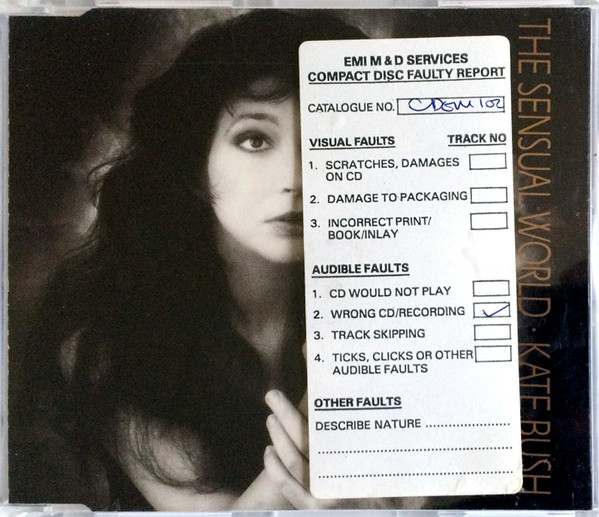 EMI M & D SERVICES
COMPACT DISC FAULTY REPORT
CATALOGUE NO. CDEM 102
VISUAL FAULTS TRACK NO
1. SCRATCHES, DAMAGES
ON CD
2. DAMAGE TO PACKAGING
3. INCORRECT PRINT/
BOOK/INLAY
AUDIBLE FAULTS
1. CD WOULD NOT PLAY
2. WRONG CD/RECORDING ✓
3. TRACK SKIPPING
4. TICKS, CLICKS OR OTHER
AUDIBLE FAULTS
OTHER FAULTS
DESCRIBE NATURE ......................
THE SENSUAL WORLD · KATE BUSH